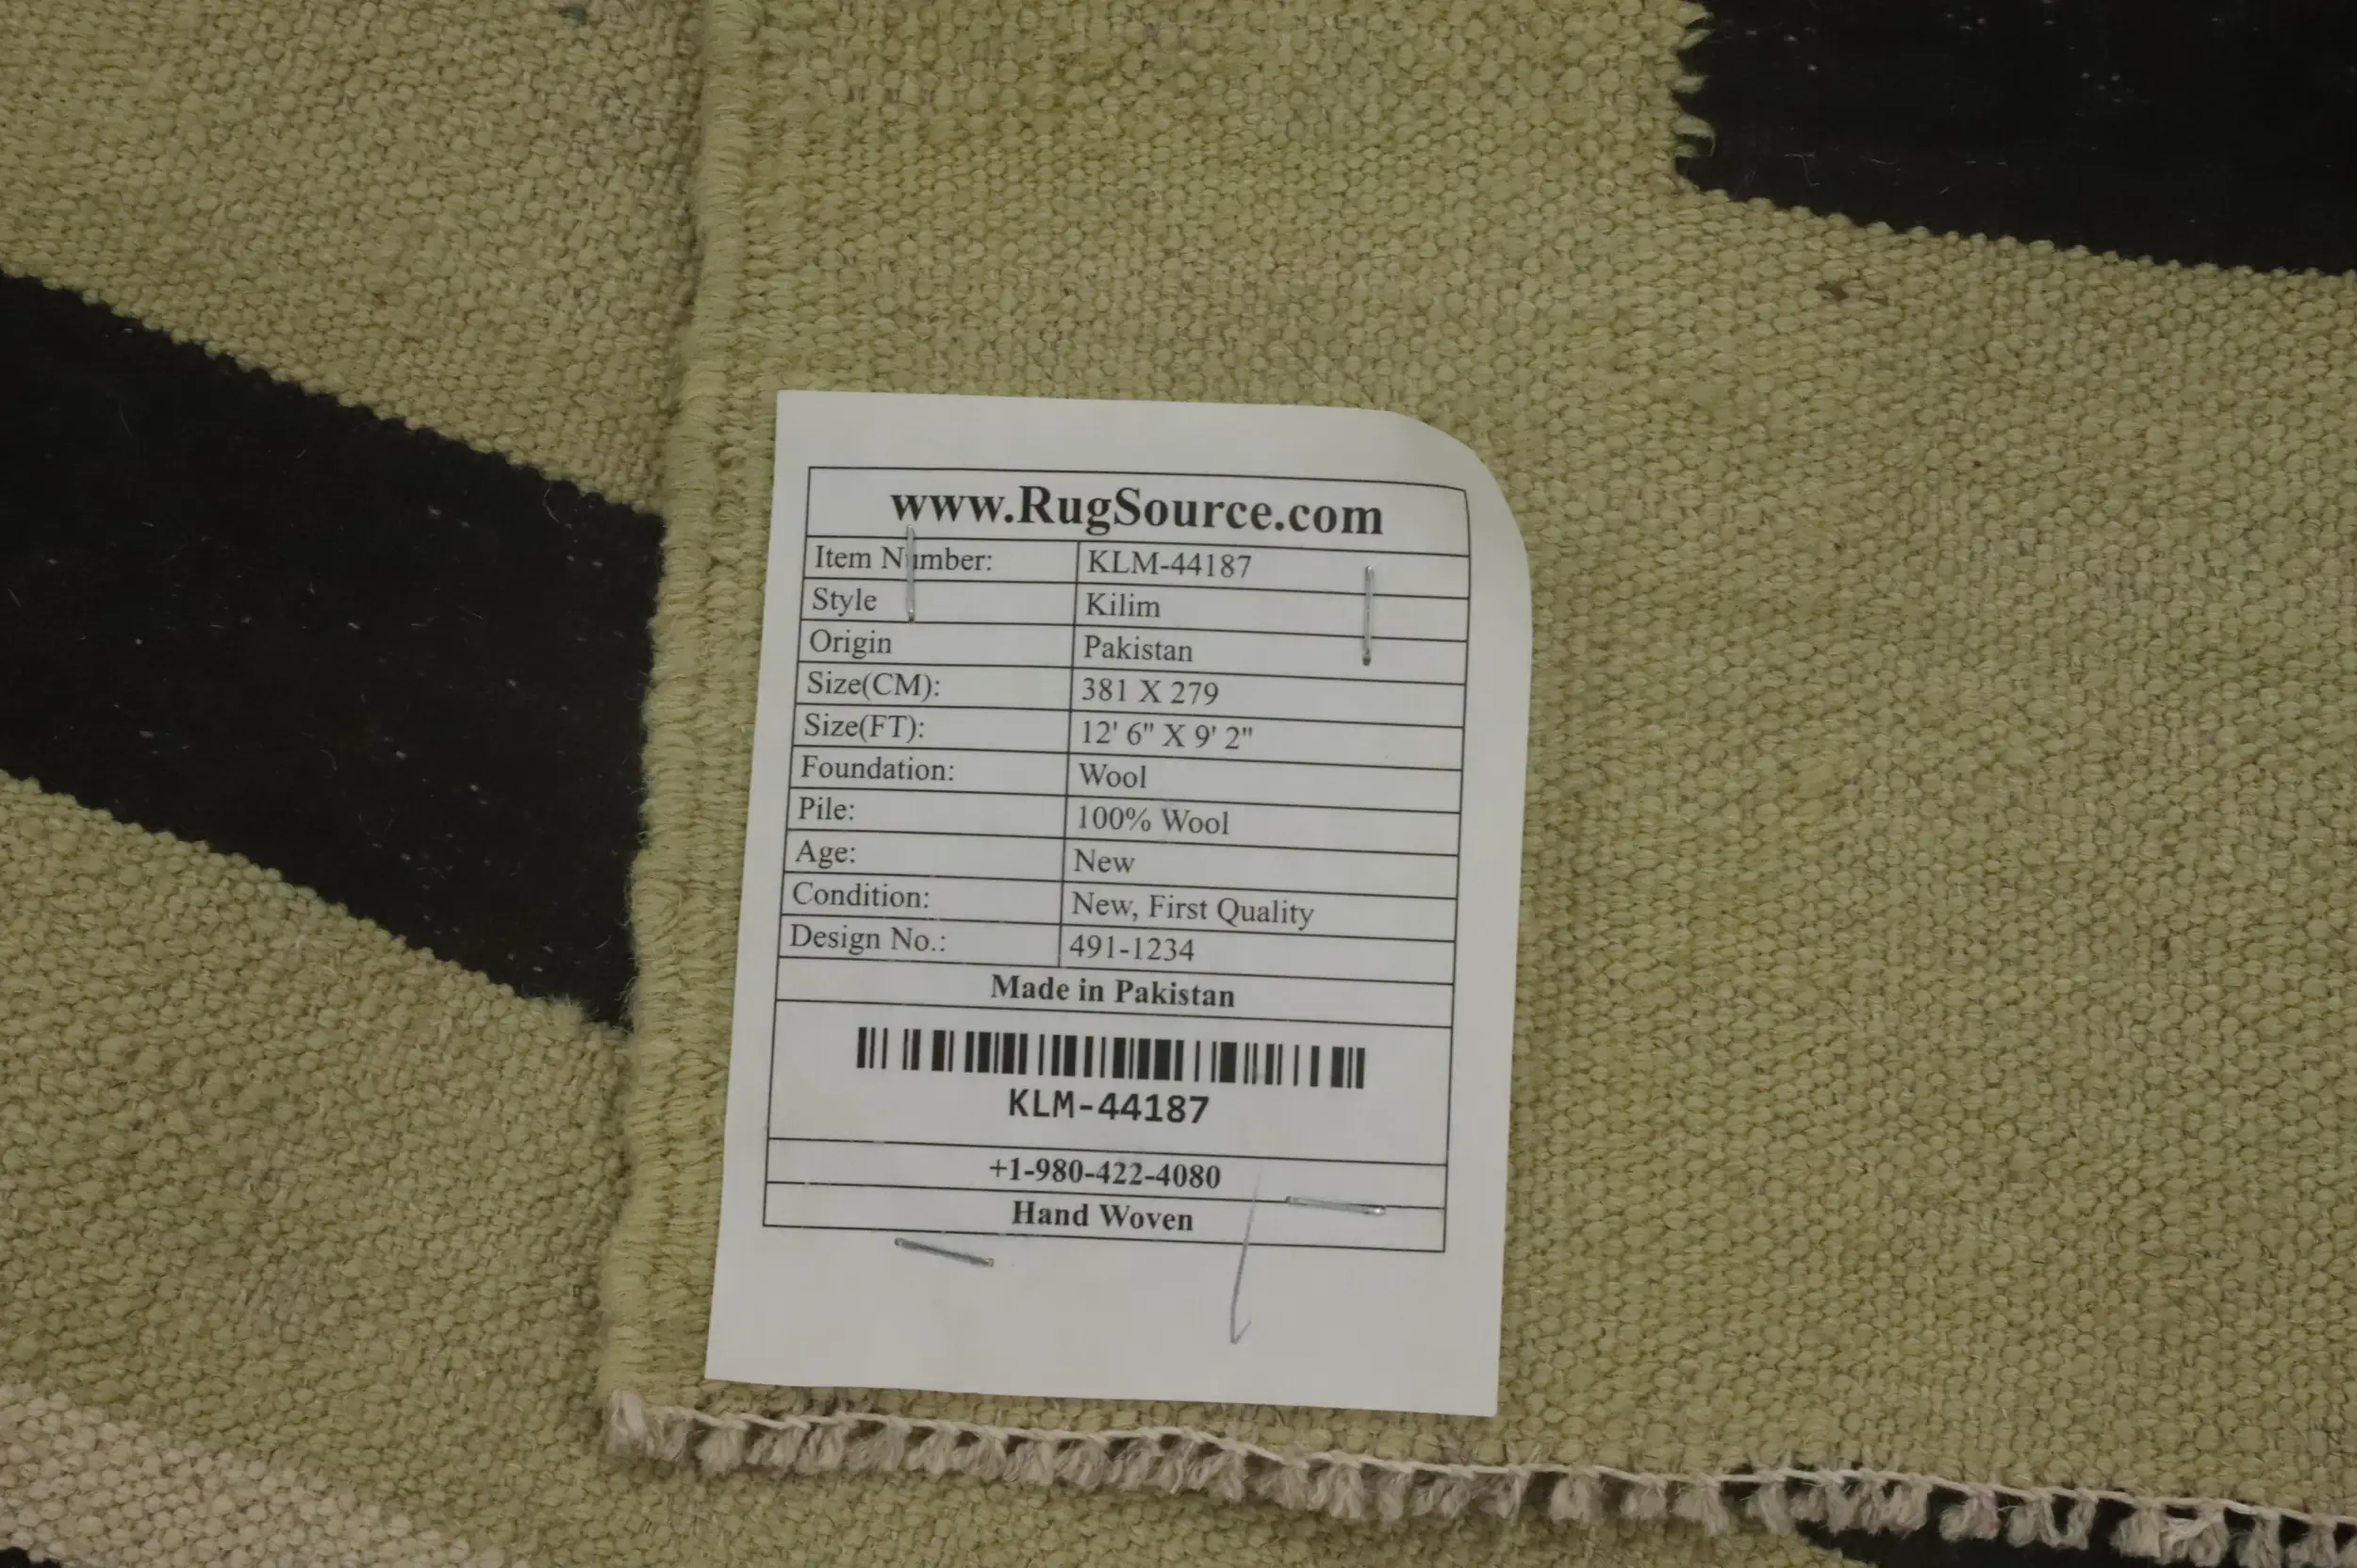 www.RugSource.com
Item Number: KLM-44187
Style Kilim
Origin Pakistan
Size(CM): 381 X 279
Size(FT): 12' 6" X 9' 2"
Foundation: Wool
Pile: 100% Wool
Age: New
Condition: New, First Quality
Design No.: 491-1234
Made in Pakistan
KLM-44187
+1-980-422-4080
Hand Woven